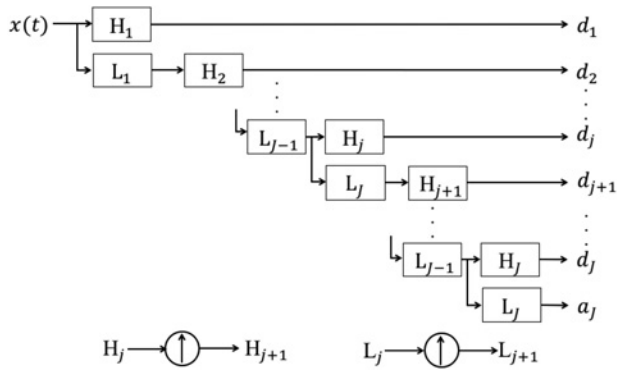 x(t) H₁ d₁
L₁ H₂ d₂
L_{J−1} H_j d_j
L_J H_{j+1} d_{j+1}
L_{J−1} H_J d_J
L_J a_J
H_j ↑ H_{j+1} L_j ↑ L_{j+1}